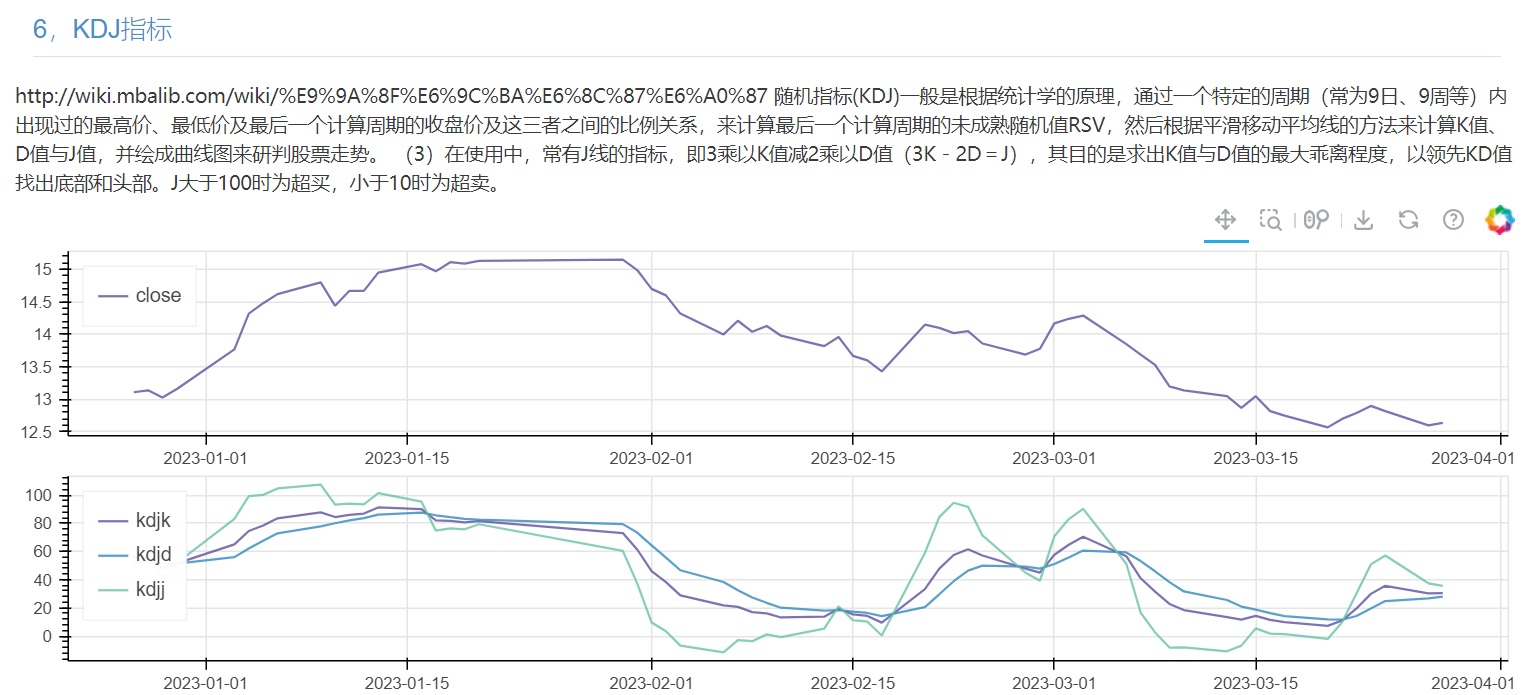 6，KDJ指标
http://wiki.mbalib.com/wiki/%E9%9A%8F%E6%9C%BA%E6%8C%87%E6%A0%87 随机指标(KDJ)一般是根据统计学的原理，通过一个特定的周期（常为9日、9周等）内
出现过的最高价、最低价及最后一个计算周期的收盘价及这三者之间的比例关系，来计算最后一个计算周期的未成熟随机值RSV，然后根据平滑移动平均线的方法来计算K值、
D值与J值，并绘成曲线图来研判股票走势。 （3）在使用中，常有J线的指标，即3乘以K值减2乘以D值（3K－2D＝J），其目的是求出K值与D值的最大乖离程度，以领先KD值
找出底部和头部。J大于100时为超买，小于10时为超卖。
15
14.5
14
13.5
13
12.5
close
2023-01-01 2023-01-15 2023-02-01 2023-02-15 2023-03-01 2023-03-15 2023-04-01
100
80
60
40
20
0
kdjk
kdjd
kdjj
2023-01-01 2023-01-15 2023-02-01 2023-02-15 2023-03-01 2023-03-15 2023-04-01